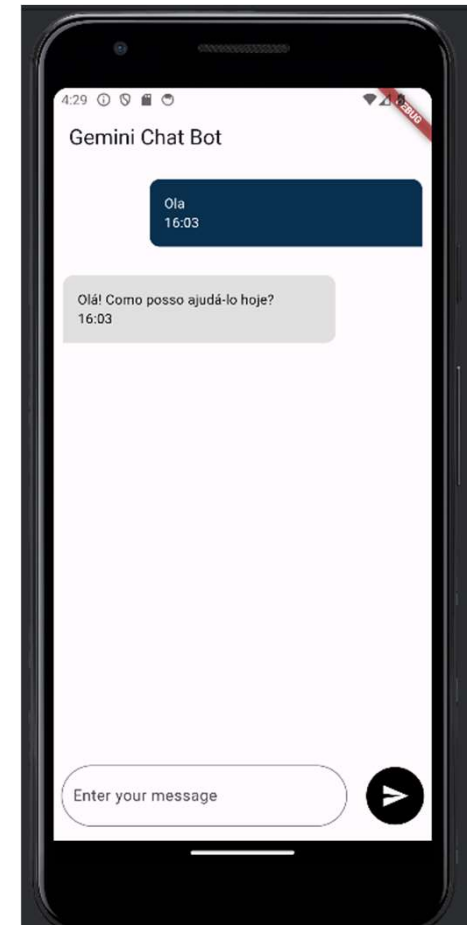 4:29
DEBUG
Gemini Chat Bot
Ola
16:03
Olá! Como posso ajudá-lo hoje?
16:03
Enter your message